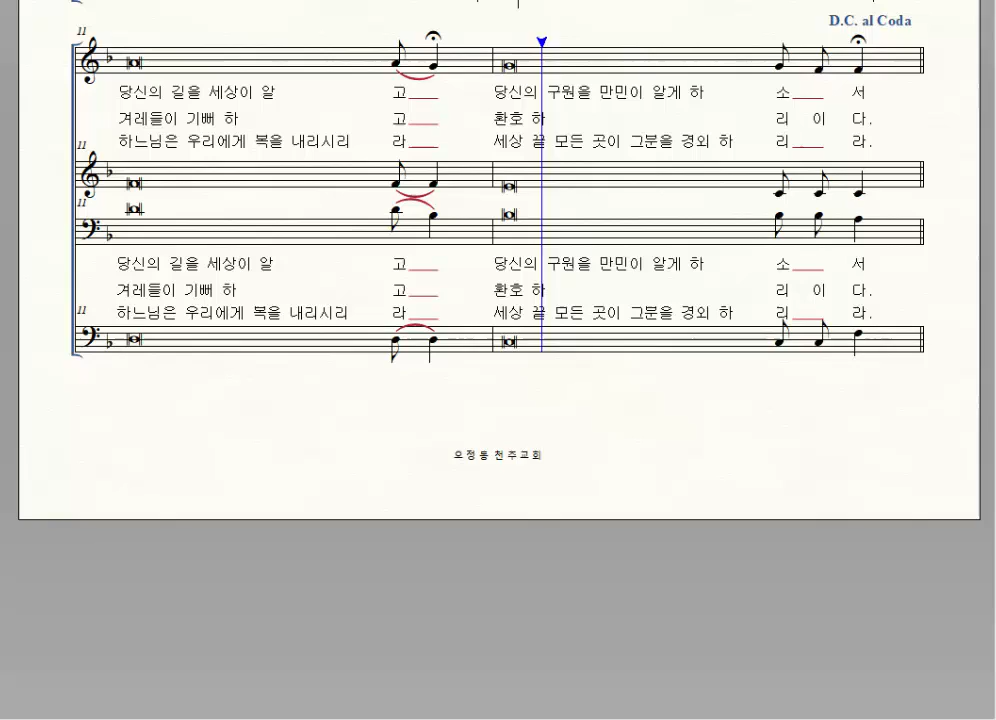 D.C. al Coda
11
당신의 길을 세상이 알 고 당신의 구원을 만민이 알게 하 소 서
겨레들이 기뻐 하 고 환호 하 리 이 다.
하느님은 우리에게 복을 내리시리 라 세상 끝 모든 곳이 그분을 경외 하 리 라.
11
11
당신의 길을 세상이 알 고 당신의 구원을 만민이 알게 하 소 서
겨레들이 기뻐 하 고 환호 하 리 이 다.
하느님은 우리에게 복을 내리시리 라 세상 끝 모든 곳이 그분을 경외 하 리 라.
11
오정동천주교회